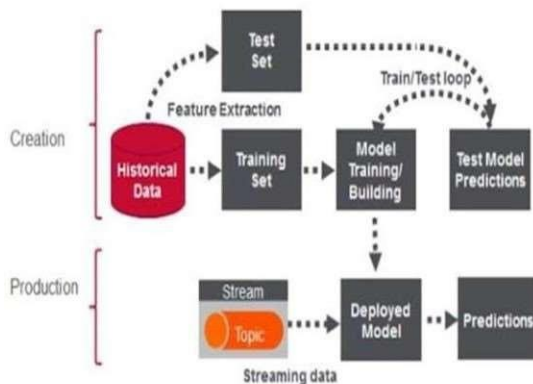 Test
Set
Train/Test loop
Feature Extraction
Creation
Historical
Data
Training
Set
Model
Training/
Building
Test Model
Predictions
Production
Stream
Topic
Deployed
Model
Predictions
Streaming data